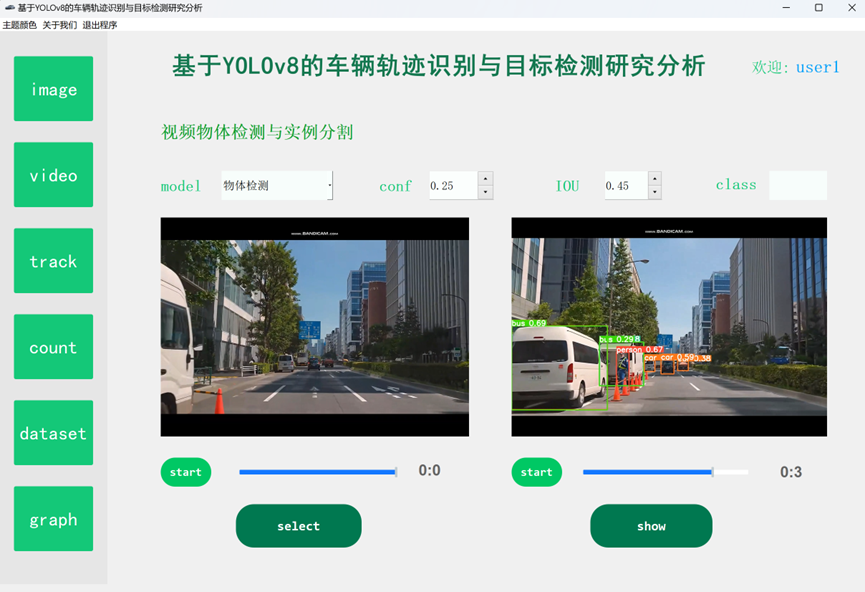 基于YOLOv8的车辆轨迹识别与目标检测研究分析
主题颜色 关于我们 退出程序
基于YOLOv8的车辆轨迹识别与目标检测研究分析
欢迎: user1
image
video
track
count
dataset
graph
视频物体检测与实例分割
model 物体检测 conf 0.25 IOU 0.45 class
www.BANDICAM.com
www.BANDICAM.com
bus 0.69
bus 0.29
person 0.67
car
car 0.59
0.38
start 0:0
start 0:3
select
show